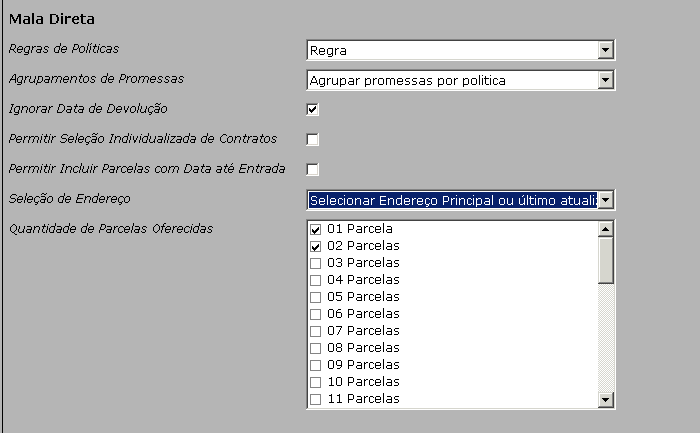 Mala Direta
Regras de Políticas
Regra
Agrupamentos de Promessas
Agrupar promessas por politica
Ignorar Data de Devolução
Permitir Seleção Individualizada de Contratos
Permitir Incluir Parcelas com Data até Entrada
Seleção de Endereço
Selecionar Endereço Principal ou último atuali
Quantidade de Parcelas Oferecidas
01 Parcela
02 Parcelas
03 Parcelas
04 Parcelas
05 Parcelas
06 Parcelas
07 Parcelas
08 Parcelas
09 Parcelas
10 Parcelas
11 Parcelas